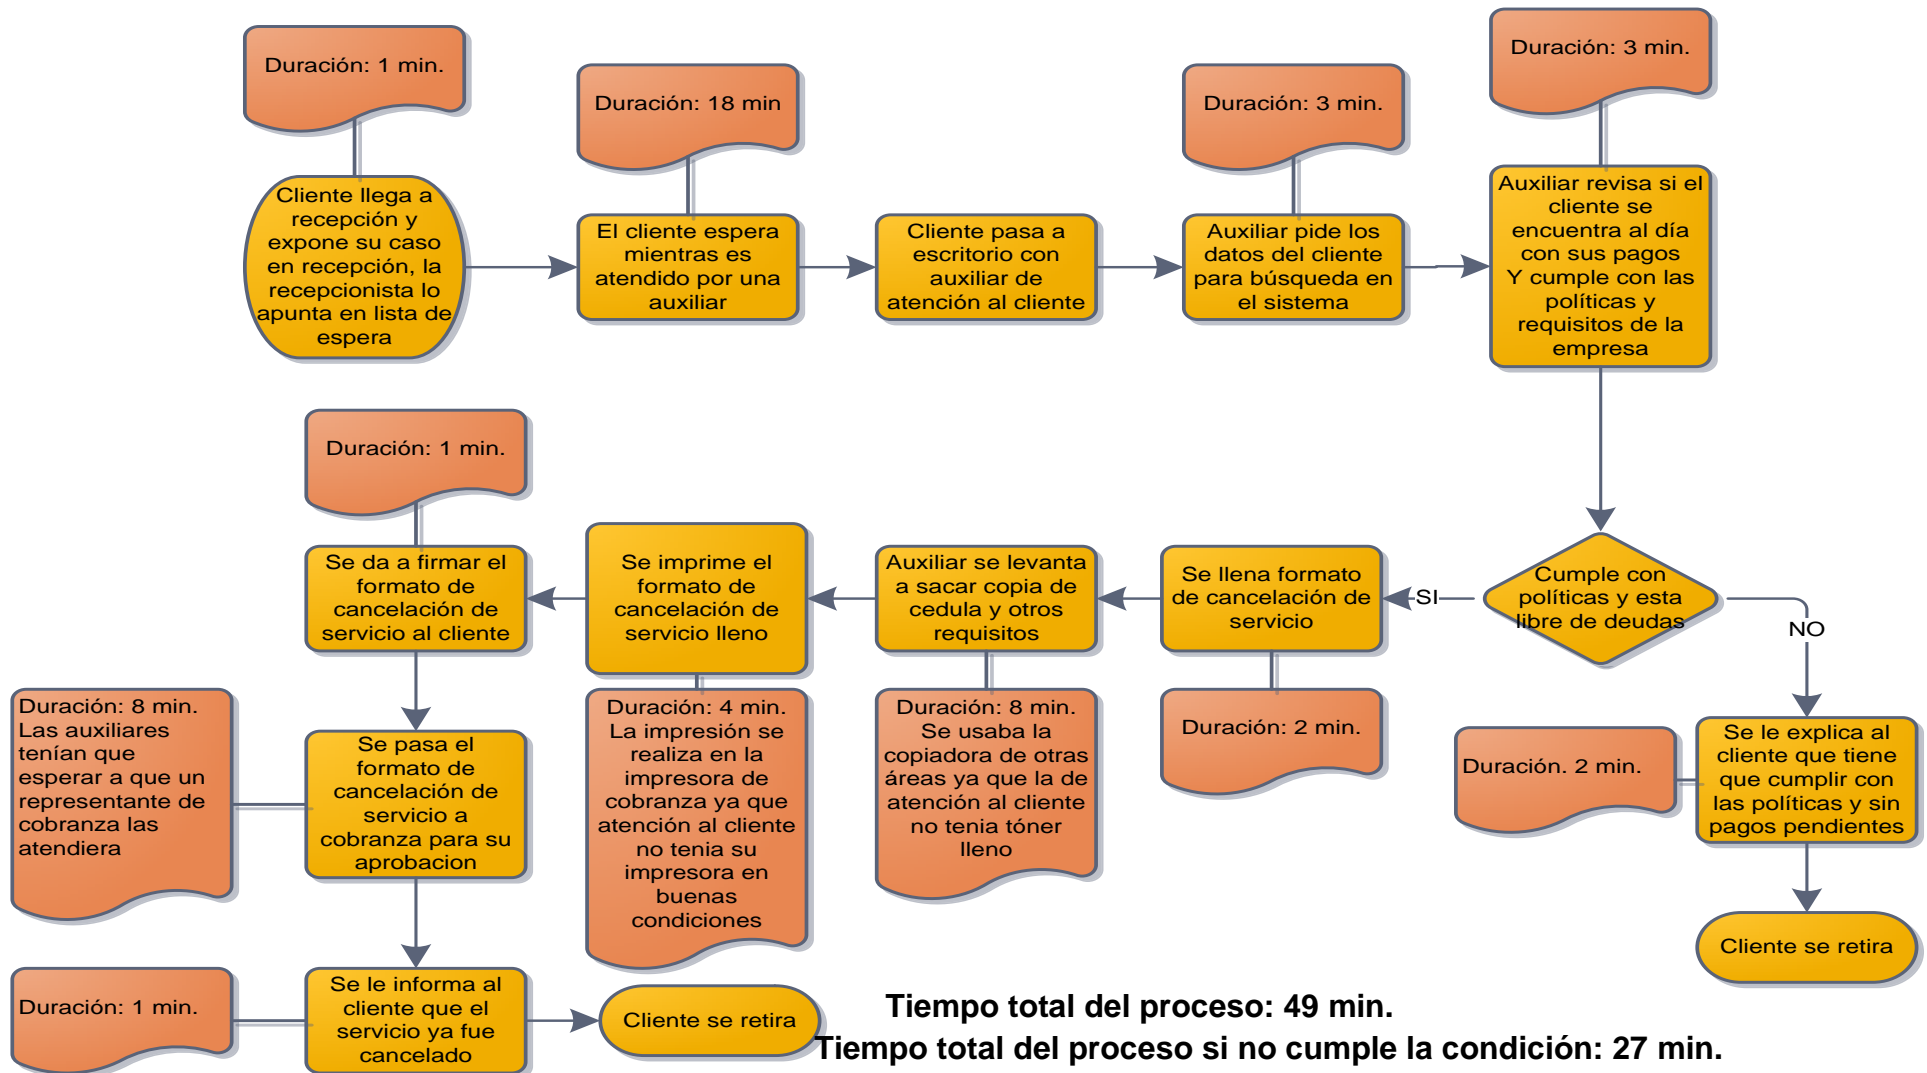 Duración: 1 min.
Duración: 18 min
Duración: 3 min.
Duración: 3 min.
Cliente llega a
recepción y
expone su caso
en recepción, la
recepcionista lo
apunta en lista de
espera
El cliente espera
mientras es
atendido por una
auxiliar
Cliente pasa a
escritorio con
auxiliar de
atención al cliente
Auxiliar pide los
datos del cliente
para búsqueda en
el sistema
Auxiliar revisa si el
cliente se
encuentra al día
con sus pagos
Y cumple con las
políticas y
requisitos de la
empresa
Cumple con
políticas y esta
libre de deudas
SI
NO
Se llena formato
de cancelación de
servicio
Duración: 2 min.
Auxiliar se levanta
a sacar copia de
cedula y otros
requisitos
Duración: 8 min.
Se usaba la
copiadora de otras
áreas ya que la de
atención al cliente
no tenia tóner
lleno
Se imprime el
formato de
cancelación de
servicio lleno
Duración: 4 min.
La impresión se
realiza en la
impresora de
cobranza ya que
atención al cliente
no tenia su
impresora en
buenas
condiciones
Duración: 1 min.
Se da a firmar el
formato de
cancelación de
servicio al cliente
Duración: 8 min.
Las auxiliares
tenían que
esperar a que un
representante de
cobranza las
atendiera
Se pasa el
formato de
cancelación de
servicio a
cobranza para su
aprobacion
Duración: 1 min.
Se le informa al
cliente que el
servicio ya fue
cancelado
Cliente se retira
Duración. 2 min.
Se le explica al
cliente que tiene
que cumplir con
las políticas y sin
pagos pendientes
Cliente se retira
Tiempo total del proceso: 49 min.
Tiempo total del proceso si no cumple la condición: 27 min.